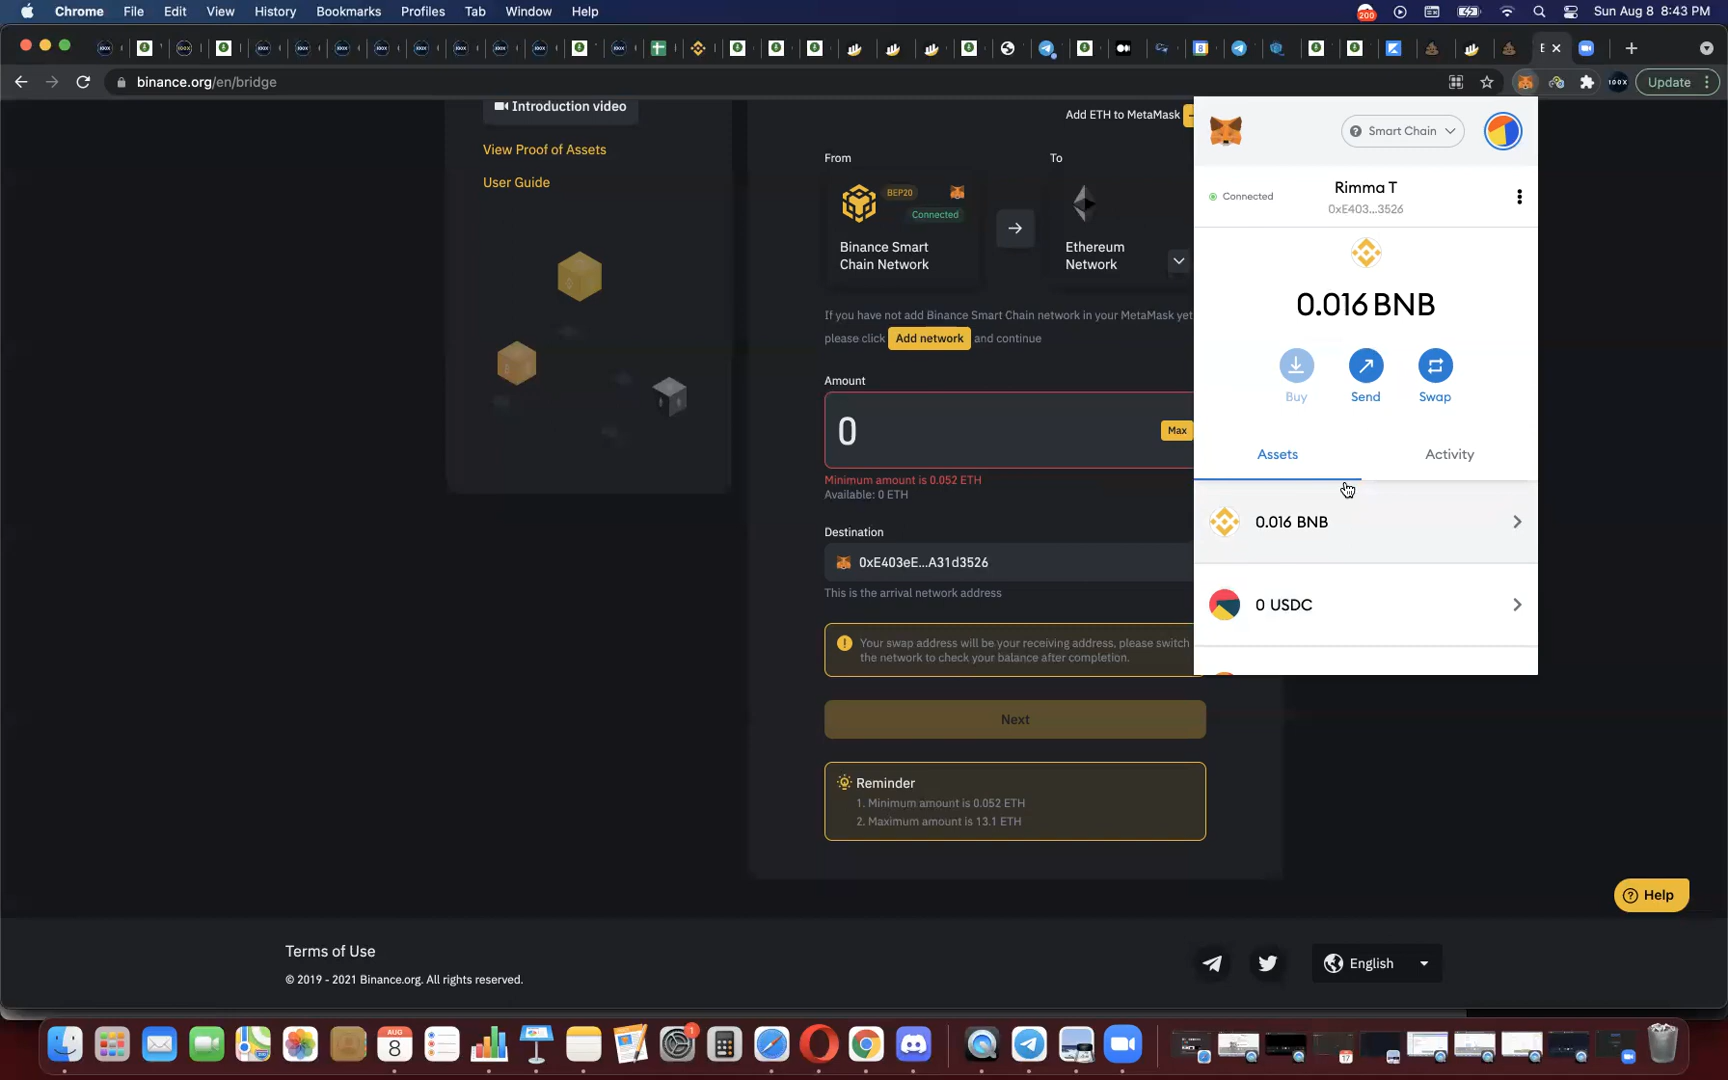 Chrome File Edit View History Bookmarks Profiles Tab Window Help
200
Sun Aug 8 8:43 PM
binance.org/en/bridge
100X
Update
Introduction video
View Proof of Assets
User Guide
Add ETH to MetaMask
From
To
BEP20
Connected
Binance Smart
Chain Network
Ethereum
Network
If you have not add Binance Smart Chain network in your MetaMask yet
please click Add network and continue
Amount
0
Max
Minimum amount is 0.052 ETH
Available: 0 ETH
Destination
0xE403eE...A31d3526
This is the arrival network address
Your swap address will be your receiving address, please switch
the network to check your balance after completion.
Next
Reminder
1. Minimum amount is 0.052 ETH
2. Maximum amount is 13.1 ETH
Smart Chain
Connected
Rimma T
0xE403...3526
0.016 BNB
Buy
Send
Swap
Assets
Activity
0.016 BNB
0 USDC
Help
Terms of Use
© 2019 - 2021 Binance.org. All rights reserved.
English
AUG
8
1
17